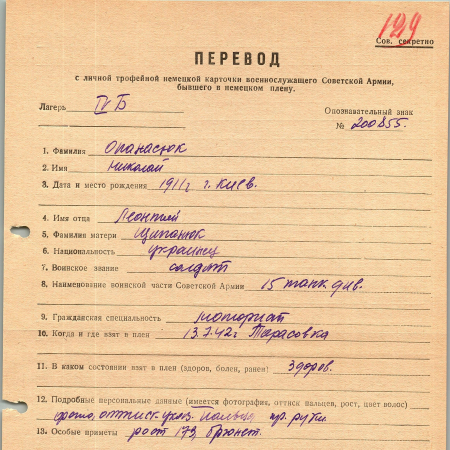 129
Сов. секретно
ПЕРЕВОД
с личной трофейной немецкой карточки военнослужащего Советской Армии,
бывшего в немецком плену.
Лагерь IV Б
Опознавательный знак
№ 200855.
1. Фамилия Опанасюк
2. Имя Николай
3. Дата и место рождения 1911г г. Киев.
4. Имя отца Леонтий
5. Фамилия матери Ципанюк
6. Национальность украинец
7. Воинское звание солдат
8. Наименование воинской части Советской Армии 15 танк. див.
9. Гражданская специальность
10. Когда и где взят в плен 13.7.42г Тарасовка
11. В каком состоянии взят в плен (здоров, болен, ранен) Здоров.
12. Подробные персональные данные (имеется фотография, оттиск пальцев, рост, цвет волос)
фото, оттиск указ. пальца пр. руки
13. Особые приметы рост 173, брюнет.